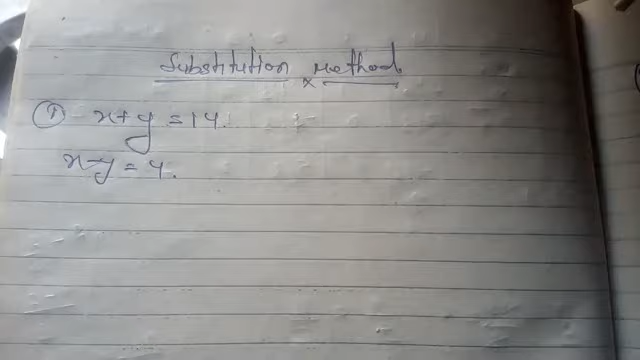 Substitution Method
① x+y = 14.
x-y = 4.